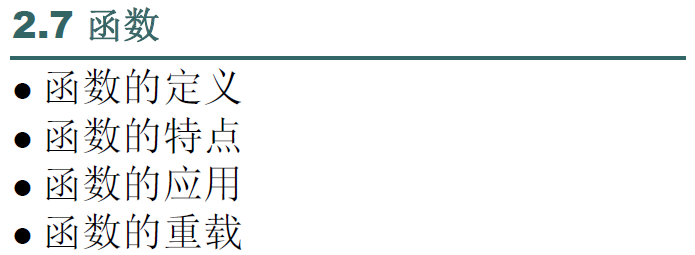 2.7 函数
● 函数的定义
● 函数的特点
● 函数的应用
● 函数的重载